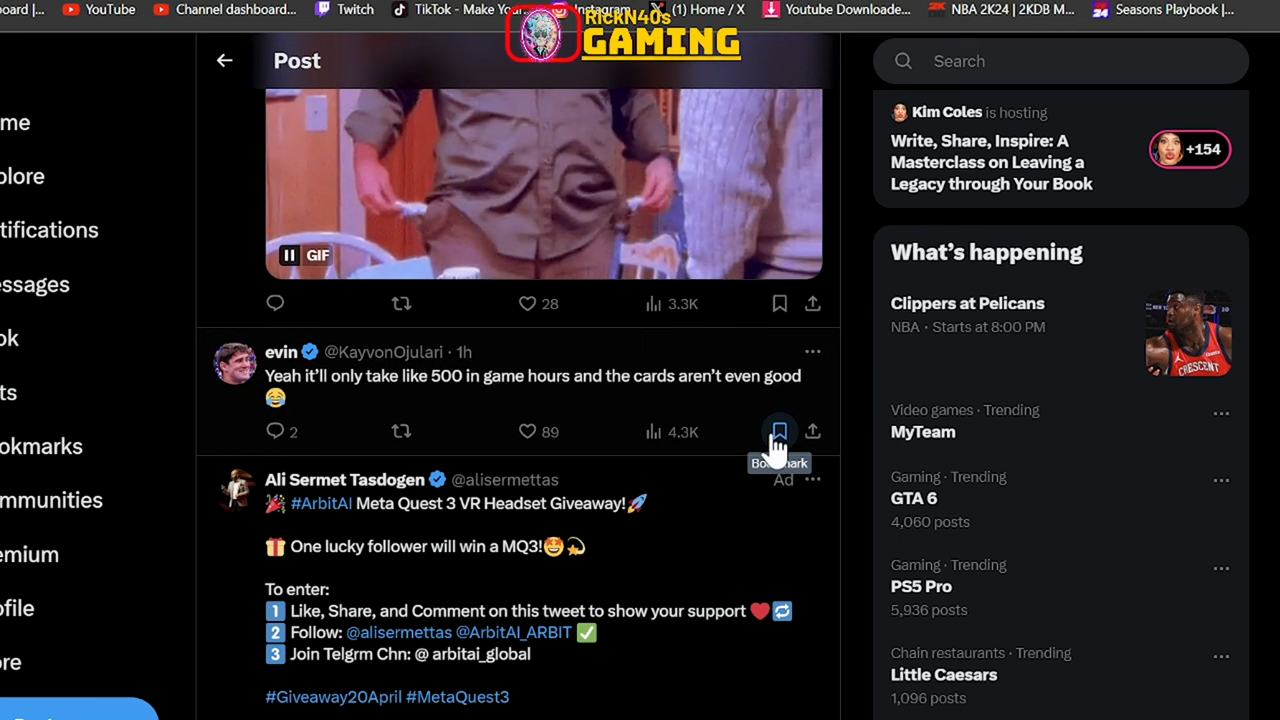 oard |...
YouTube
Channel dashboard...
Twitch
TikTok - Make Your...
Instagram
(1) Home / X
Youtube Downloade...
NBA 2K24 | 2KDB M...
Seasons Playbook |...
RickN40s
GAMING
Post
Search
me
plore
tifications
essages
ok
ts
okmarks
mmunities
emium
ofile
ore
GIF
28
3.3K
evin @KayvonOjulari · 1h
Yeah it'll only take like 500 in game hours and the cards aren't even good
😂
2
89
4.3K
Bookmark
Ali Sermet Tasdogen @alisermettas
Ad
🎉 #ArbitAI Meta Quest 3 VR Headset Giveaway!🚀
🎁 One lucky follower will win a MQ3!🤩💫
To enter:
1️⃣ Like, Share, and Comment on this tweet to show your support ❤️🔁
2️⃣ Follow: @alisermettas @ArbitAI_ARBIT ✅
3️⃣ Join Telgrm Chn: @ arbitai_global
#Giveaway20April #MetaQuest3
Kim Coles is hosting
Write, Share, Inspire: A
Masterclass on Leaving a
Legacy through Your Book
+154
What's happening
Clippers at Pelicans
NBA · Starts at 8:00 PM
CRESCENT
Video games · Trending
MyTeam
Gaming · Trending
GTA 6
4,060 posts
Gaming · Trending
PS5 Pro
5,936 posts
Chain restaurants · Trending
Little Caesars
1,096 posts